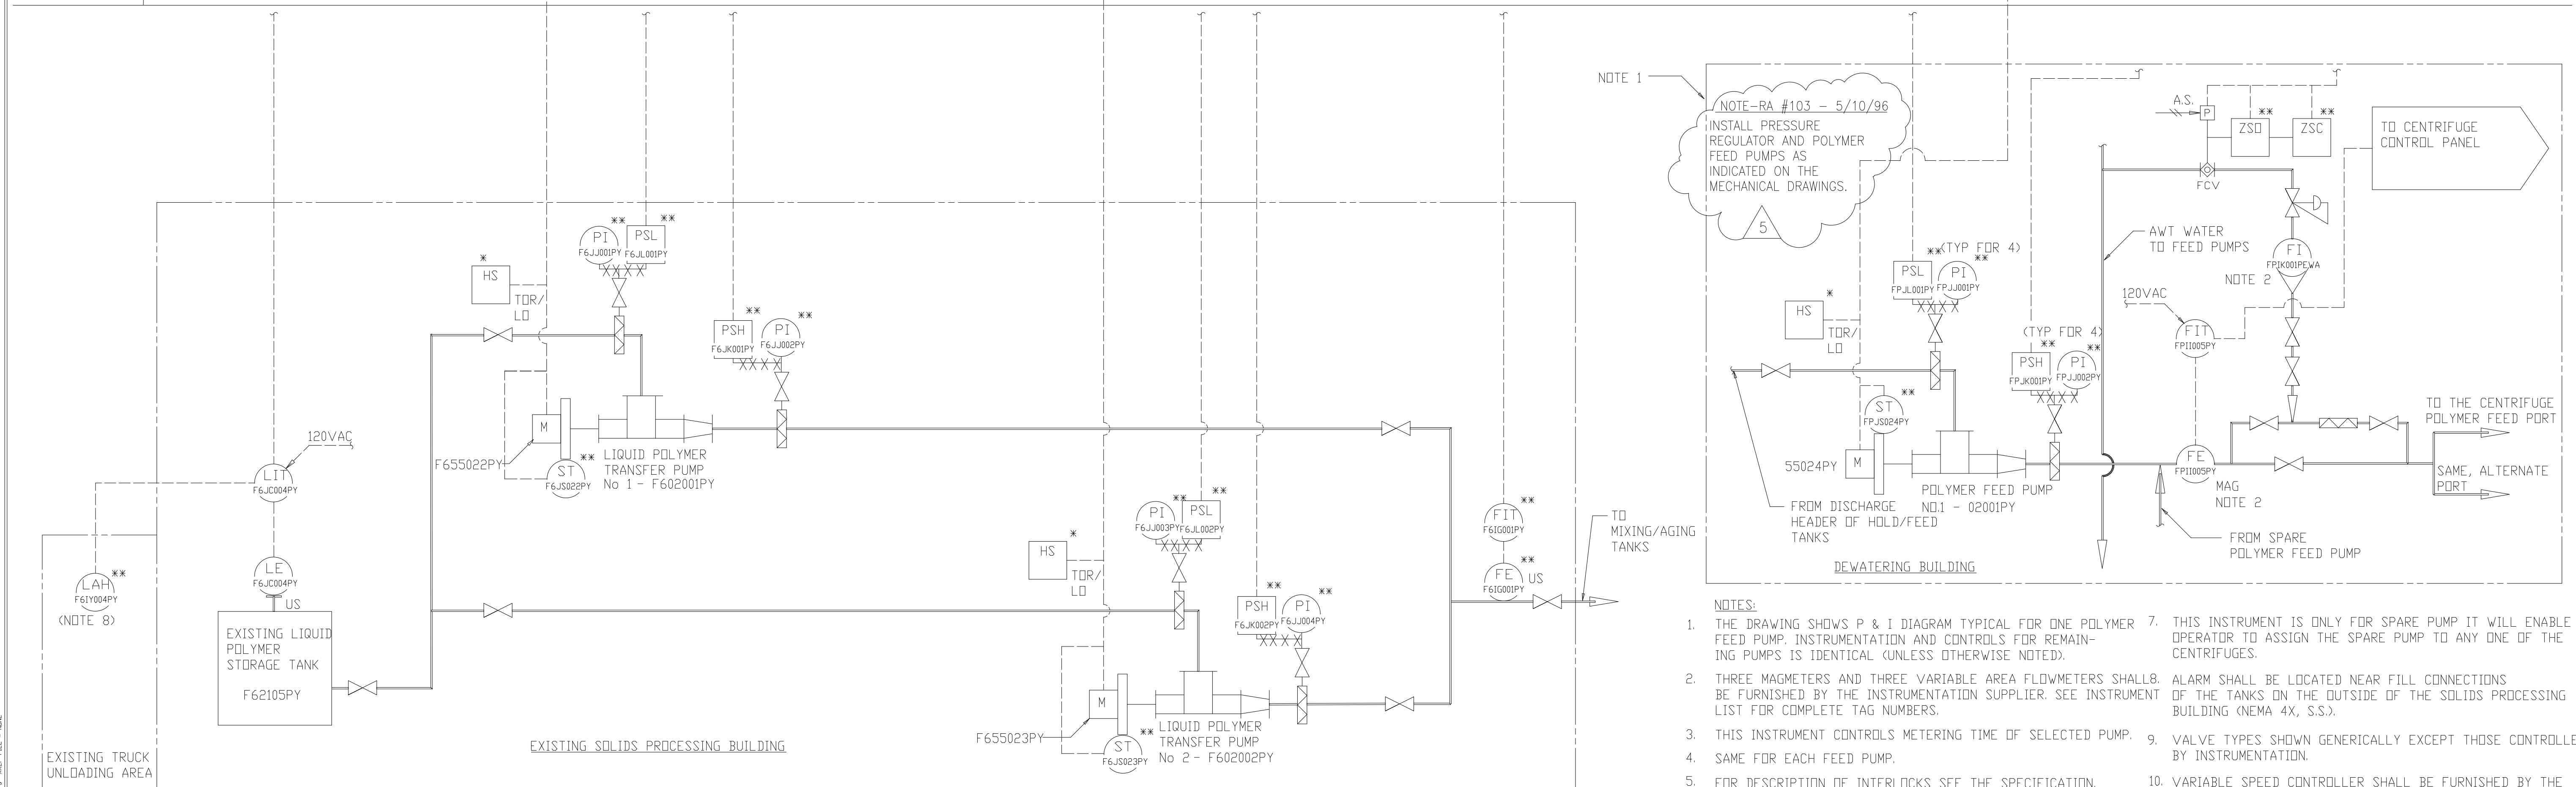 NOTE 1
NOTE-RA #103 - 5/10/96
INSTALL PRESSURE
REGULATOR AND POLYMER
FEED PUMPS AS
INDICATED ON THE
MECHANICAL DRAWINGS.
5
A.S.
P
**
ZSO
**
ZSC
FCV
TO CENTRIFUGE
CONTROL PANEL
AWT WATER
TO FEED PUMPS
FI
FPIK001PEWA
NOTE 2
120VAC
FIT
FPII005PY
**(TYP FOR 4)
PSL
FPJL001PY
**
PI
FPJJ001PY
*
HS
TOR/
LO
(TYP FOR 4)
**
PSH
FPJK001PY
**
PI
FPJJ002PY
**
ST
FPJS024PY
55024PY
M
POLYMER FEED PUMP
NO.1 - 02001PY
FROM DISCHARGE
HEADER OF HOLD/FEED
TANKS
FE
FPII005PY
MAG
NOTE 2
TO THE CENTRIFUGE
POLYMER FEED PORT
SAME, ALTERNATE
PORT
FROM SPARE
POLYMER FEED PUMP
DEWATERING BUILDING
**
PI
F6JJ001PY
**
PSL
F6JL001PY
*
HS
TOR/
LO
**
PSH
F6JK001PY
**
PI
F6JJ002PY
M
F655022PY
**
ST
F6JS022PY
LIQUID POLYMER
TRANSFER PUMP
No 1 - F602001PY
120VAC
LIT
F6JC004PY
LE
F6JC004PY
US
LAH
**
F6IY004PY
(NOTE 8)
EXISTING LIQUID
POLYMER
STORAGE TANK
F62105PY
EXISTING TRUCK
UNLOADING AREA
EXISTING SOLIDS PROCESSING BUILDING
**
PI
F6JJ003PY
**
PSL
F6JL002PY
*
HS
TOR/
LO
**
PSH
F6JK002PY
**
PI
F6JJ004PY
M
F655023PY
**
ST
F6JS023PY
LIQUID POLYMER
TRANSFER PUMP
No 2 - F602002PY
**
FIT
F6IG001PY
**
FE
F6IG001PY
US
TO
MIXING/AGING
TANKS
NOTES:
1. THE DRAWING SHOWS P & I DIAGRAM TYPICAL FOR ONE POLYMER
FEED PUMP. INSTRUMENTATION AND CONTROLS FOR REMAIN-
ING PUMPS IS IDENTICAL (UNLESS OTHERWISE NOTED).
2. THREE MAGMETERS AND THREE VARIABLE AREA FLOWMETERS SHALL
BE FURNISHED BY THE INSTRUMENTATION SUPPLIER. SEE INSTRUMENT
LIST FOR COMPLETE TAG NUMBERS.
3. THIS INSTRUMENT CONTROLS METERING TIME OF SELECTED PUMP.
4. SAME FOR EACH FEED PUMP.
5. FOR DESCRIPTION OF INTERLOCKS SEE THE SPECIFICATION.
7. THIS INSTRUMENT IS ONLY FOR SPARE PUMP IT WILL ENABLE
OPERATOR TO ASSIGN THE SPARE PUMP TO ANY ONE OF THE
CENTRIFUGES.
8. ALARM SHALL BE LOCATED NEAR FILL CONNECTIONS
OF THE TANKS ON THE OUTSIDE OF THE SOLIDS PROCESSING
BUILDING (NEMA 4X, S.S.).
9. VALVE TYPES SHOWN GENERICALLY EXCEPT THOSE CONTROLLE
BY INSTRUMENTATION.
10. VARIABLE SPEED CONTROLLER SHALL BE FURNISHED BY THE